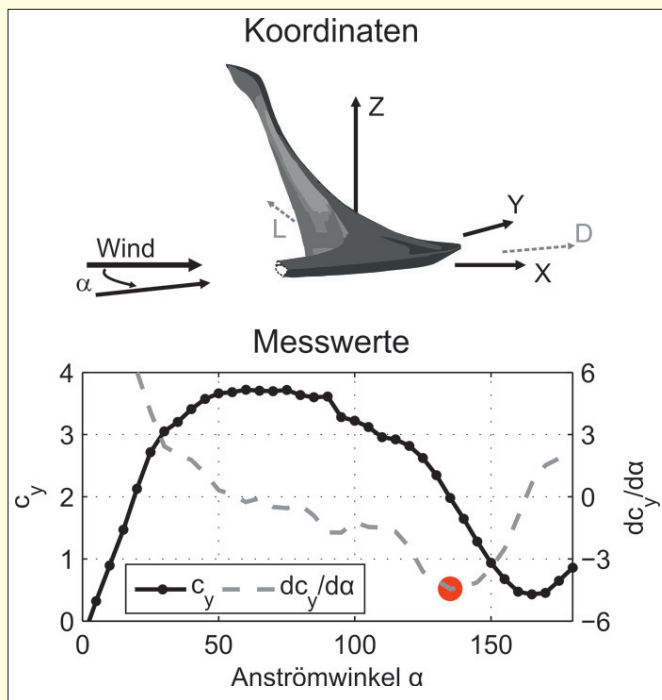 Koordinaten
Z
Y
L
D
Wind
X
α
Messwerte
4
3
2
1
0
6
3
0
−3
−6
c_y
dc_y/dα
c_y
dc_y/dα
0
50
100
150
Anströmwinkel α